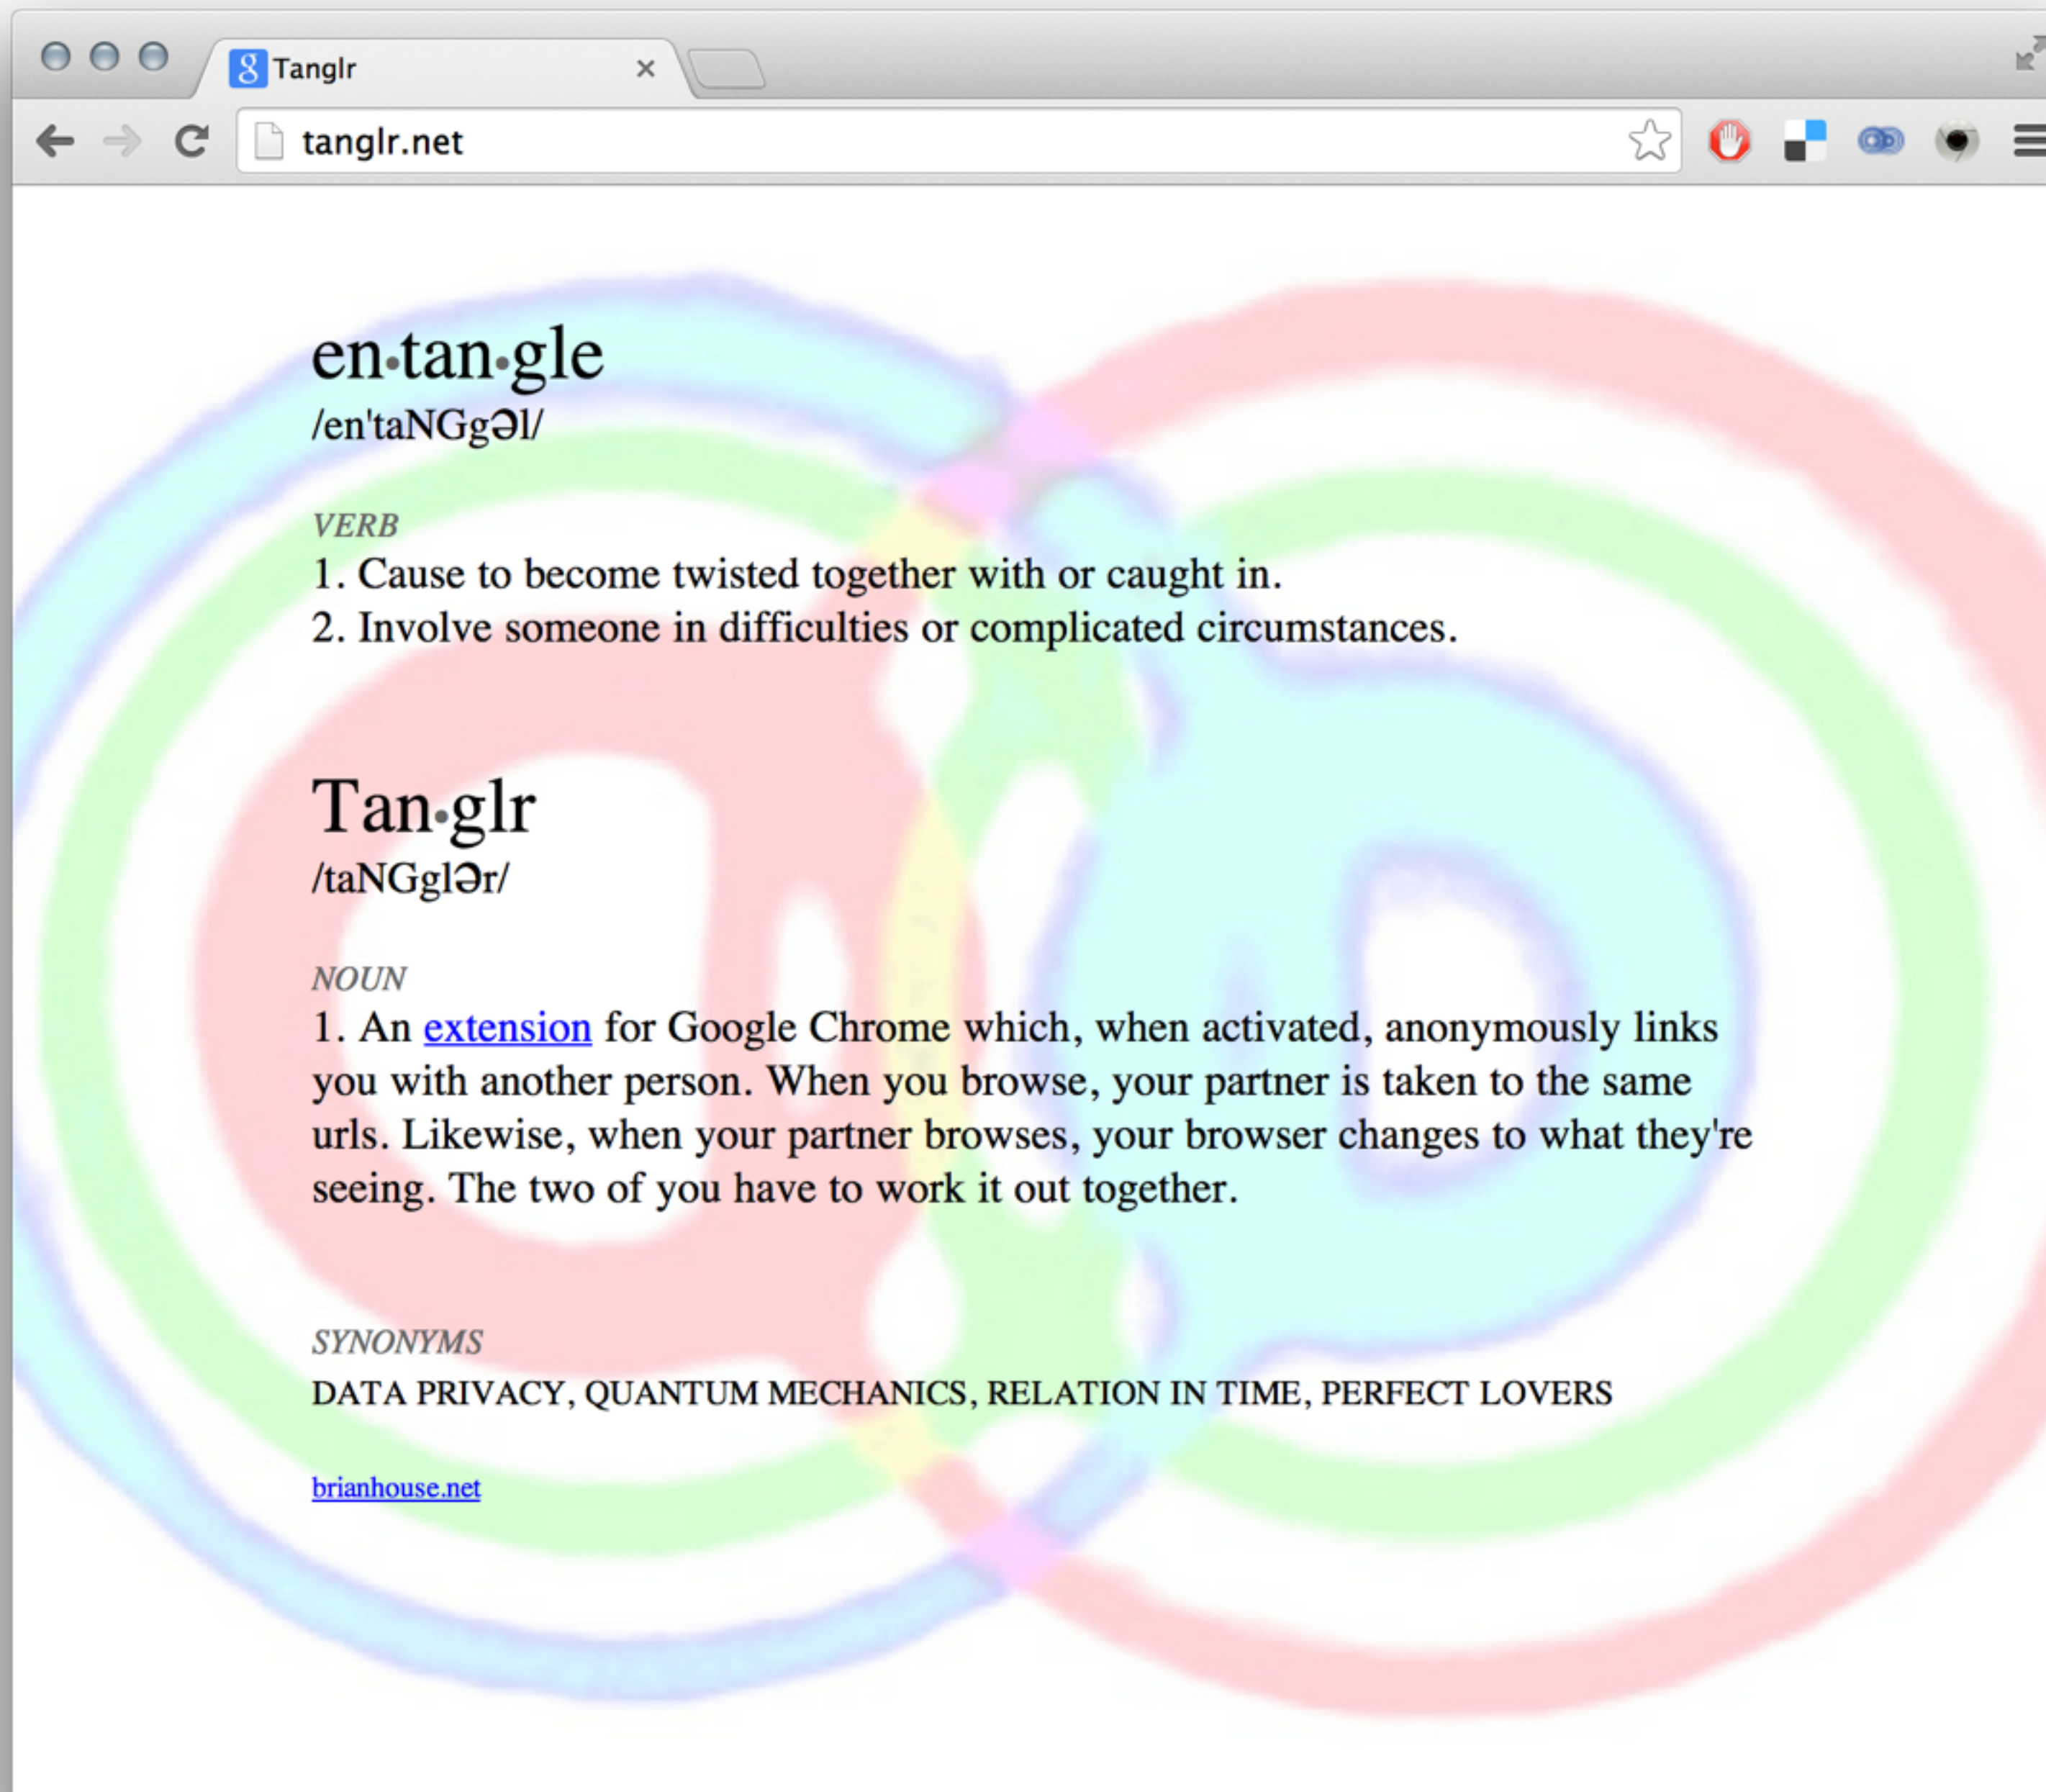 Tanglr
tanglr.net
en·tan·gle
/en'taNGgƏl/
VERB
1. Cause to become twisted together with or caught in.
2. Involve someone in difficulties or complicated circumstances.
Tan·glr
/taNGglƏr/
NOUN
1. An extension for Google Chrome which, when activated, anonymously links
you with another person. When you browse, your partner is taken to the same
urls. Likewise, when your partner browses, your browser changes to what they're
seeing. The two of you have to work it out together.
SYNONYMS
DATA PRIVACY, QUANTUM MECHANICS, RELATION IN TIME, PERFECT LOVERS
brianhouse.net